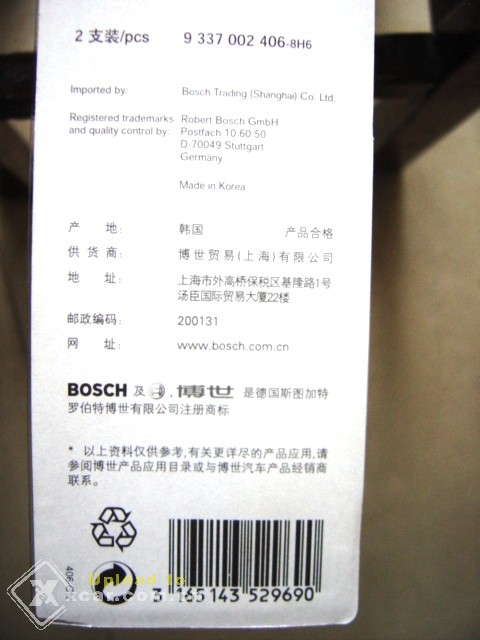 2 支装/pcs 9 337 002 406-8H6
Imported by: Bosch Trading (Shanghai) Co. Ltd.
Registered trademarks Robert Bosch GmbH
and quality control by: Postfach 10 60 50
D-70049 Stuttgart
Germany
Made in Korea
产 地: 韩国 产品合格
供 货 商: 博世贸易(上海)有限公司
地 址: 上海市外高桥保税区基隆路1号
汤臣国际贸易大厦22楼
邮政编码: 200131
网 址: www.bosch.com.cn
BOSCH 及 , 博世 是德国斯图加特
罗伯特博世有限公司注册商标
* 以上资料仅供参考,有关更详尽的产品应用,请
参阅博世产品应用目录或与博世汽车产品经销商
联系。
Upload to
3 165143 529690